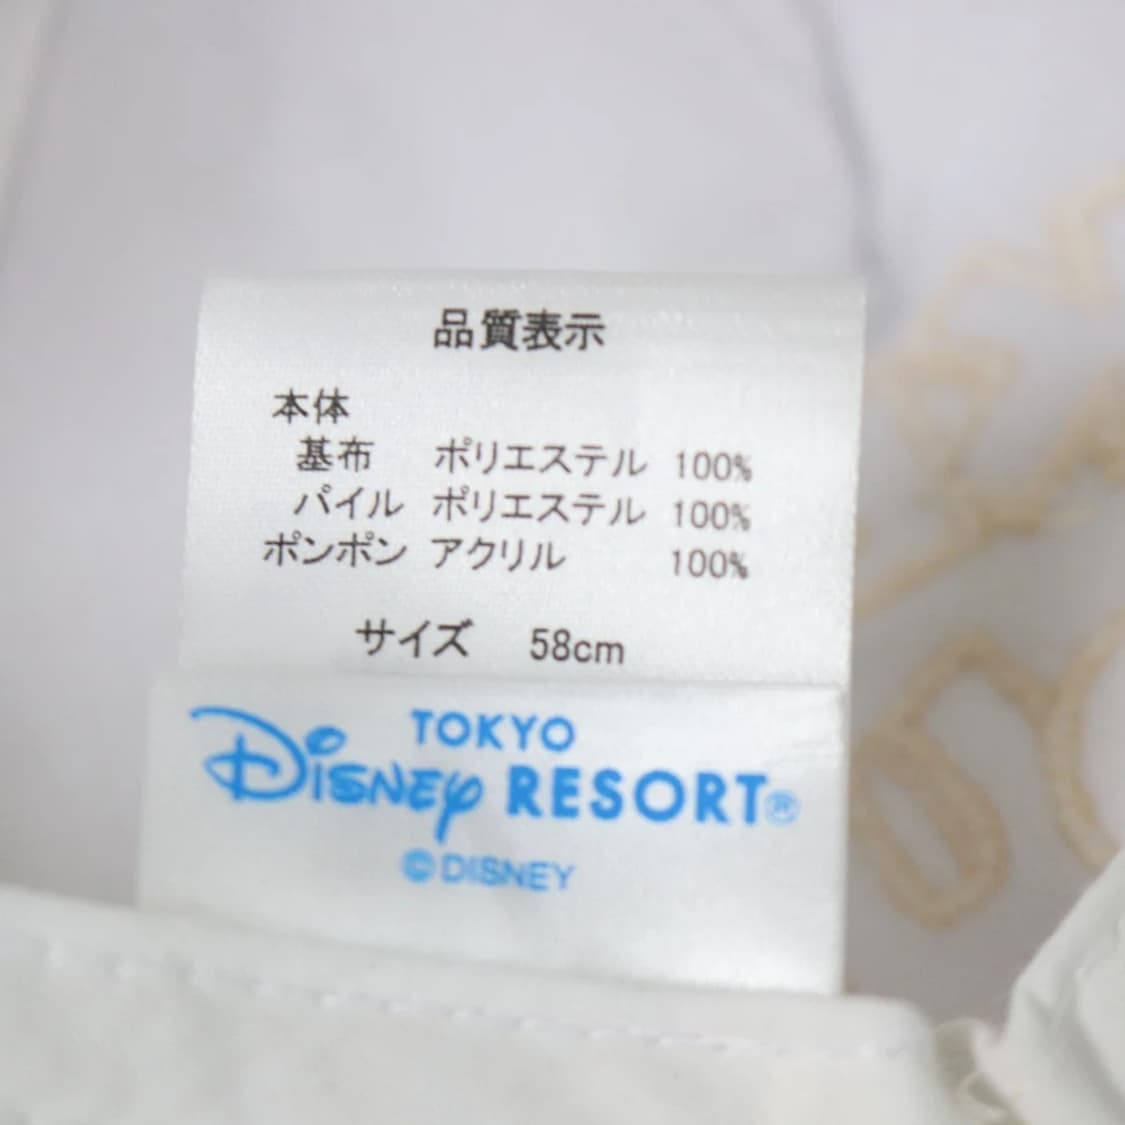 品質表示
本体
基布 ポリエステル 100%
パイル ポリエステル 100%
ポンポン アクリル 100%
サイズ 58cm
TOKYO
DISNEY RESORT®
©DISNEY